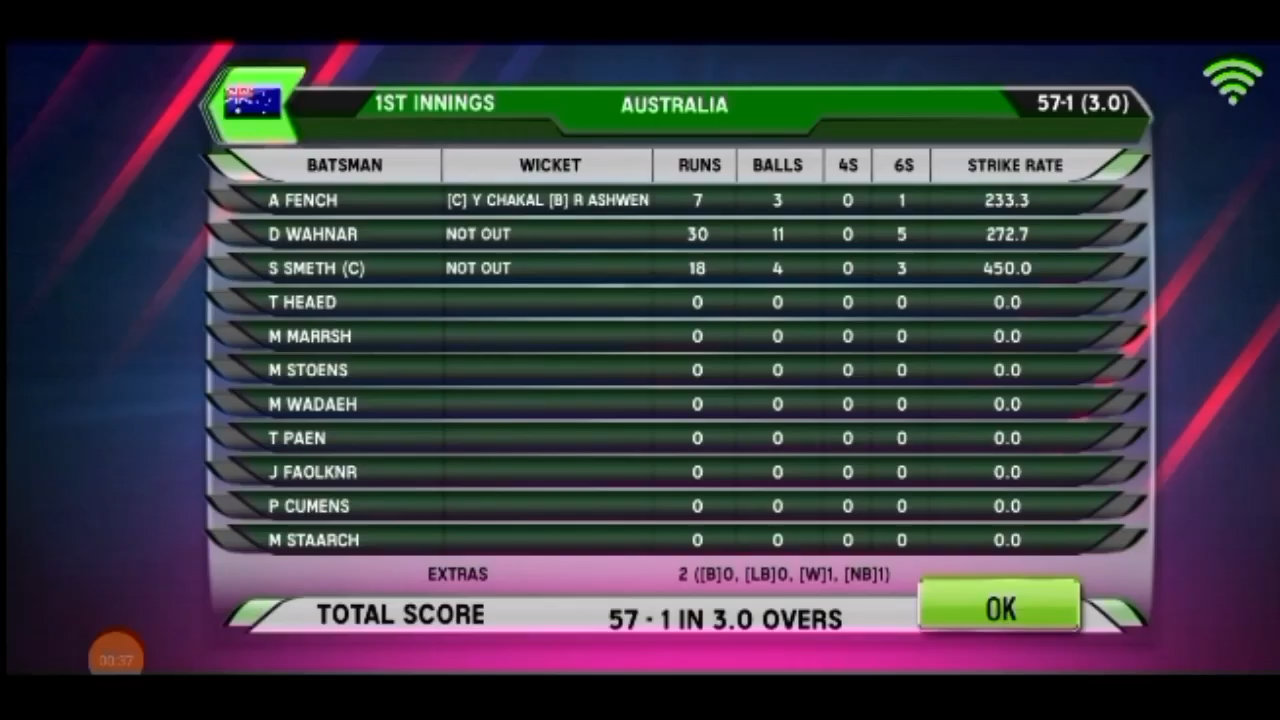 1ST INNINGS AUSTRALIA 57-1 (3.0)
BATSMAN WICKET RUNS BALLS 4S 6S STRIKE RATE
A FENCH [C] Y CHAKAL [B] R ASHWEN 7 3 0 1 233.3
D WAHNAR NOT OUT 30 11 0 5 272.7
S SMETH (C) NOT OUT 18 4 0 3 450.0
T HEAED 0 0 0 0 0.0
M MARRSH 0 0 0 0 0.0
M STOENS 0 0 0 0 0.0
M WADAEH 0 0 0 0 0.0
T PAEN 0 0 0 0 0.0
J FAOLKNR 0 0 0 0 0.0
P CUMENS 0 0 0 0 0.0
M STAARCH 0 0 0 0 0.0
EXTRAS 2 ([B]0, [LB]0, [W]1, [NB]1)
TOTAL SCORE 57 - 1 IN 3.0 OVERS OK
00:37